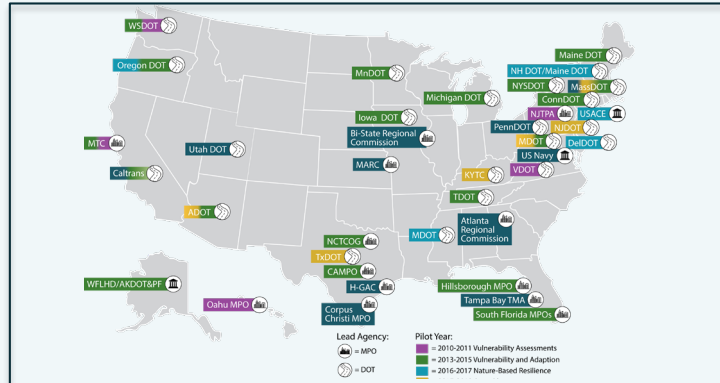 WSDOT
Oregon DOT
MTC
Caltrans
Utah DOT
ADOT
WFLHD/AKDOT&PF
Oahu MPO
MnDOT
Iowa DOT
Bi-State Regional
Commission
MARC
Michigan DOT
KYTC
TDOT
MDOT
Atlanta
Regional
Commission
NCTCOG
TxDOT
CAMPO
H-GAC
Corpus
Christi MPO
Hillsborough MPO
Tampa Bay TMA
South Florida MPOs
Maine DOT
NH DOT/Maine DOT
NYSDOT
MassDOT
ConnDOT
NJTPA
USACE
PennDOT
NJDOT
MDOT
DelDOT
US Navy
VDOT
Lead Agency:
= MPO
= DOT
Pilot Year:
= 2010-2011 Vulnerability Assessments
= 2013-2015 Vulnerability and Adaption
= 2016-2017 Nature-Based Resilience